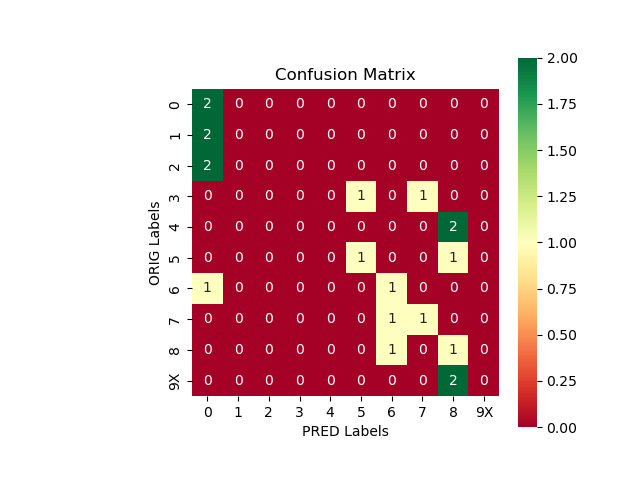 Confusion Matrix
ORIG Labels
0 2 0 0 0 0 0 0 0 0 0
1 2 0 0 0 0 0 0 0 0 0
2 2 0 0 0 0 0 0 0 0 0
3 0 0 0 0 0 1 0 1 0 0
4 0 0 0 0 0 0 0 0 2 0
5 0 0 0 0 0 1 0 0 1 0
6 1 0 0 0 0 0 1 0 0 0
7 0 0 0 0 0 0 1 1 0 0
8 0 0 0 0 0 0 1 0 1 0
9X 0 0 0 0 0 0 0 0 2 0
0 1 2 3 4 5 6 7 8 9X
PRED Labels
2.00
1.75
1.50
1.25
1.00
0.75
0.50
0.25
0.00